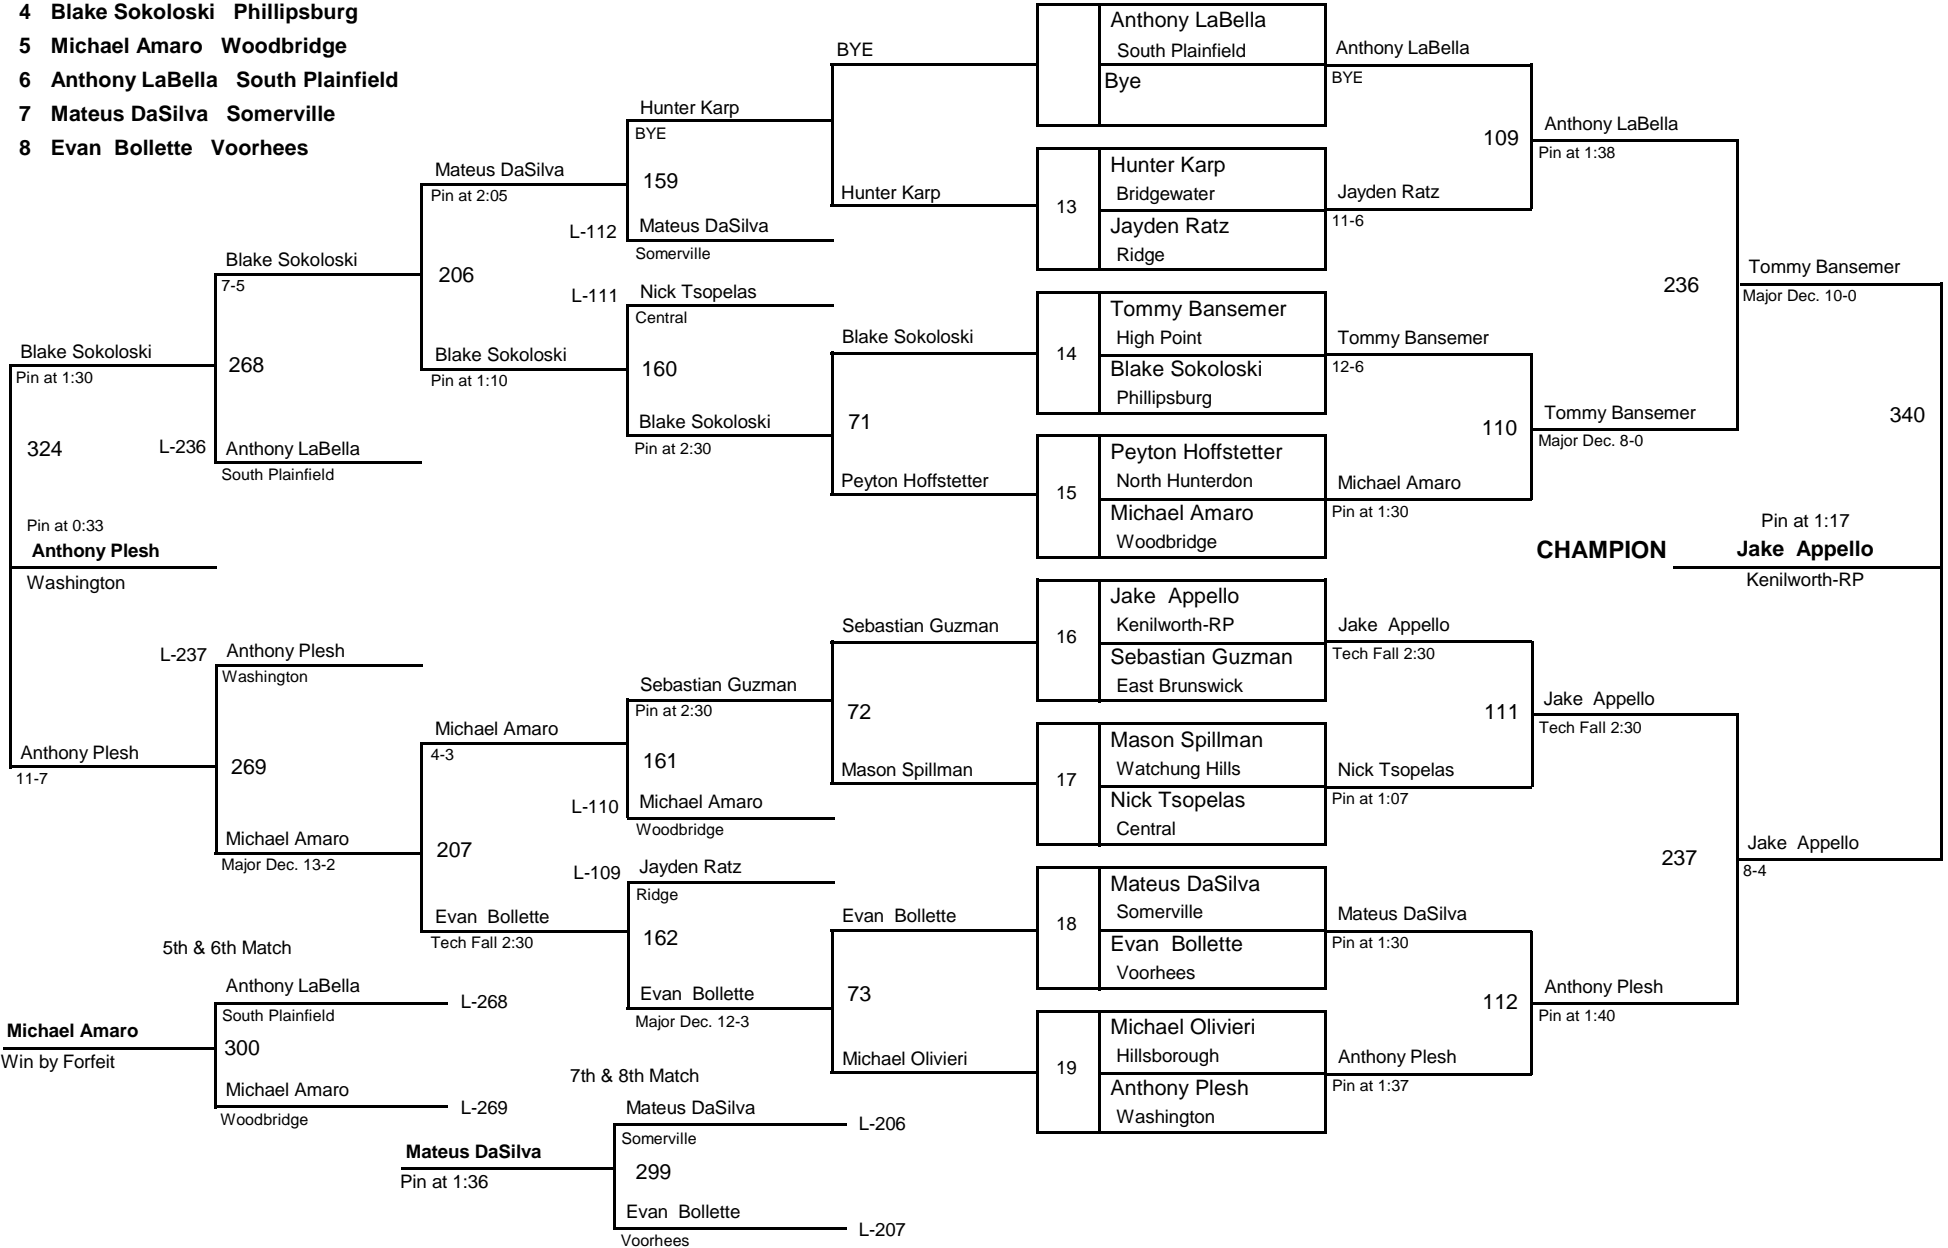 4 Blake Sokoloski Phillipsburg
5 Michael Amaro Woodbridge
6 Anthony LaBella South Plainfield
7 Mateus DaSilva Somerville
8 Evan Bollette Voorhees
Blake Sokoloski
Pin at 1:30
324
Pin at 0:33
Anthony Plesh
Washington
Anthony Plesh
11-7
Blake Sokoloski
7-5
268
L-236 Anthony LaBella
South Plainfield
L-237 Anthony Plesh
Washington
269
Michael Amaro
Major Dec. 13-2
5th & 6th Match
Anthony LaBella
L-268
South Plainfield
Michael Amaro
300
Win by Forfeit
Michael Amaro
L-269
Woodbridge
Mateus DaSilva
Pin at 2:05
206
Blake Sokoloski
Pin at 1:10
Michael Amaro
4-3
207
Evan Bollette
Tech Fall 2:30
Hunter Karp
BYE
159
L-112 Mateus DaSilva
Somerville
L-111 Nick Tsopelas
Central
160
Blake Sokoloski
Pin at 2:30
Sebastian Guzman
Pin at 2:30
161
L-110 Michael Amaro
Woodbridge
L-109 Jayden Ratz
Ridge
162
Evan Bollette
Major Dec. 12-3
7th & 8th Match
Mateus DaSilva
L-206
Somerville
Mateus DaSilva
299
Pin at 1:36
Evan Bollette
L-207
Voorhees
BYE
Hunter Karp
Blake Sokoloski
71
Peyton Hoffstetter
Sebastian Guzman
72
Mason Spillman
Evan Bollette
73
Michael Olivieri
Anthony LaBella
South Plainfield
Bye
Hunter Karp
Bridgewater
13
Jayden Ratz
Ridge
Tommy Bansemer
High Point
14
Blake Sokoloski
Phillipsburg
Peyton Hoffstetter
North Hunterdon
15
Michael Amaro
Woodbridge
Jake Appello
Kenilworth-RP
16
Sebastian Guzman
East Brunswick
Mason Spillman
Watchung Hills
17
Nick Tsopelas
Central
Mateus DaSilva
Somerville
18
Evan Bollette
Voorhees
Michael Olivieri
Hillsborough
19
Anthony Plesh
Washington
Anthony LaBella
BYE
109
Jayden Ratz
11-6
Tommy Bansemer
12-6
110
Michael Amaro
Pin at 1:30
Jake Appello
Tech Fall 2:30
111
Nick Tsopelas
Pin at 1:07
Mateus DaSilva
Pin at 1:30
112
Anthony Plesh
Pin at 1:37
Anthony LaBella
Pin at 1:38
236
Tommy Bansemer
Major Dec. 8-0
Jake Appello
Tech Fall 2:30
237
Anthony Plesh
Pin at 1:40
Tommy Bansemer
Major Dec. 10-0
340
Pin at 1:17
CHAMPION Jake Appello
Kenilworth-RP
Jake Appello
8-4